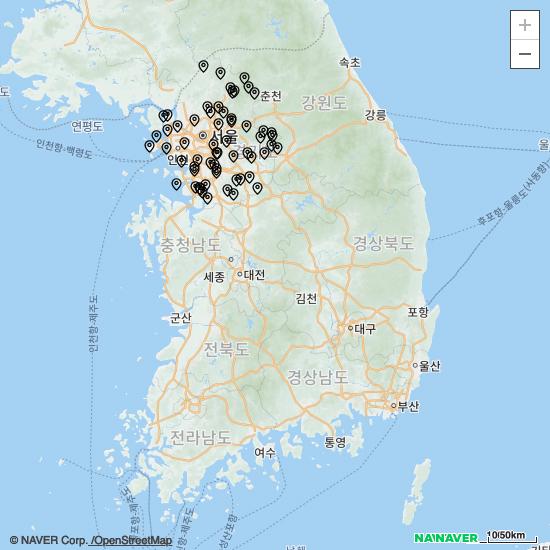 +
−
속초
강원도
춘천
강릉
연평도
서울
인천항-백령도
인천
울
후포항-울릉도(사동항)
충청남도
경상북도
세종
대전
김천
인천항-제주도
군산
포항
대구
전북도
경상남도
울산
부산
전라남도
여수
통영
© NAVER Corp. /OpenStreetMap
NAVER
10/50km